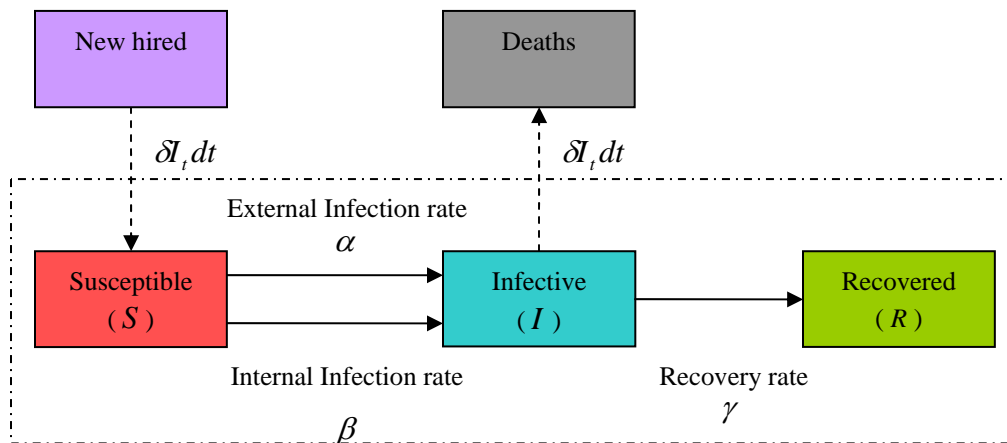 New hired
Deaths
δI_t dt
δI_t dt
External Infection rate
α
Susceptible
( S )
Infective
( I )
Recovered
( R )
Internal Infection rate
β
Recovery rate
γ